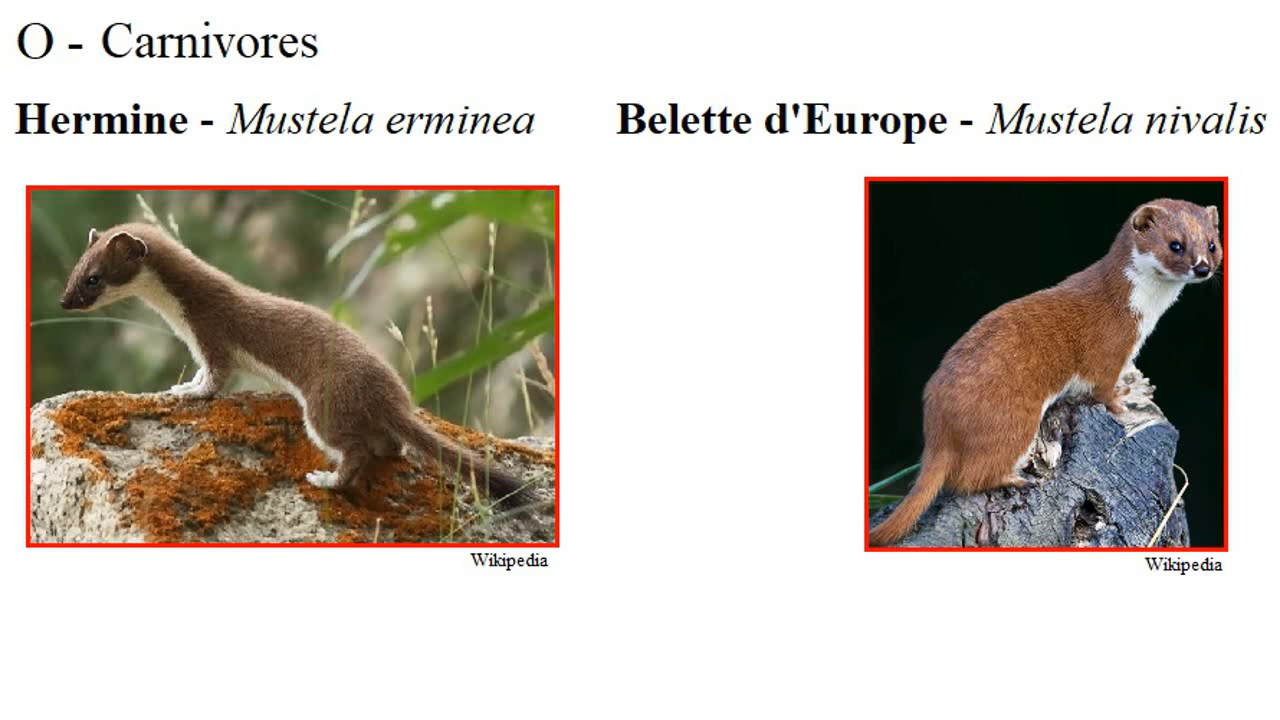 O - Carnivores
Hermine - Mustela erminea
Belette d'Europe - Mustela nivalis
Wikipedia
Wikipedia